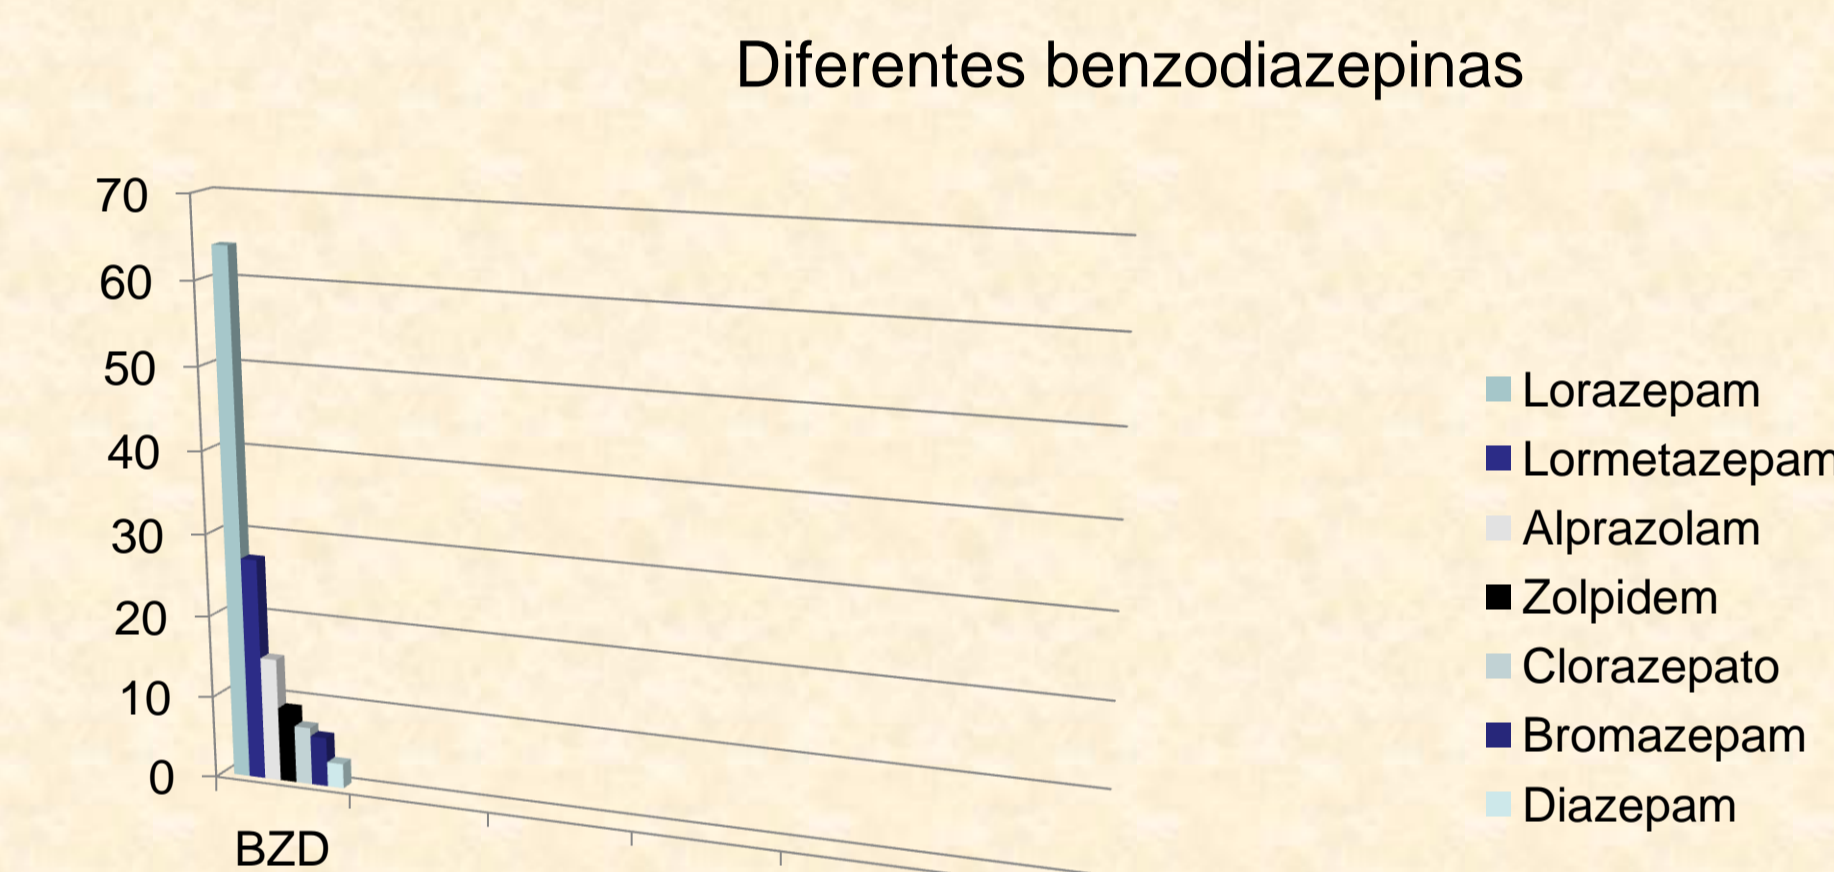 Diferentes benzodiazepinas
70
60
50
40
30
20
10
0
BZD
Lorazepam
Lormetazepam
Alprazolam
Zolpidem
Clorazepato
Bromazepam
Diazepam